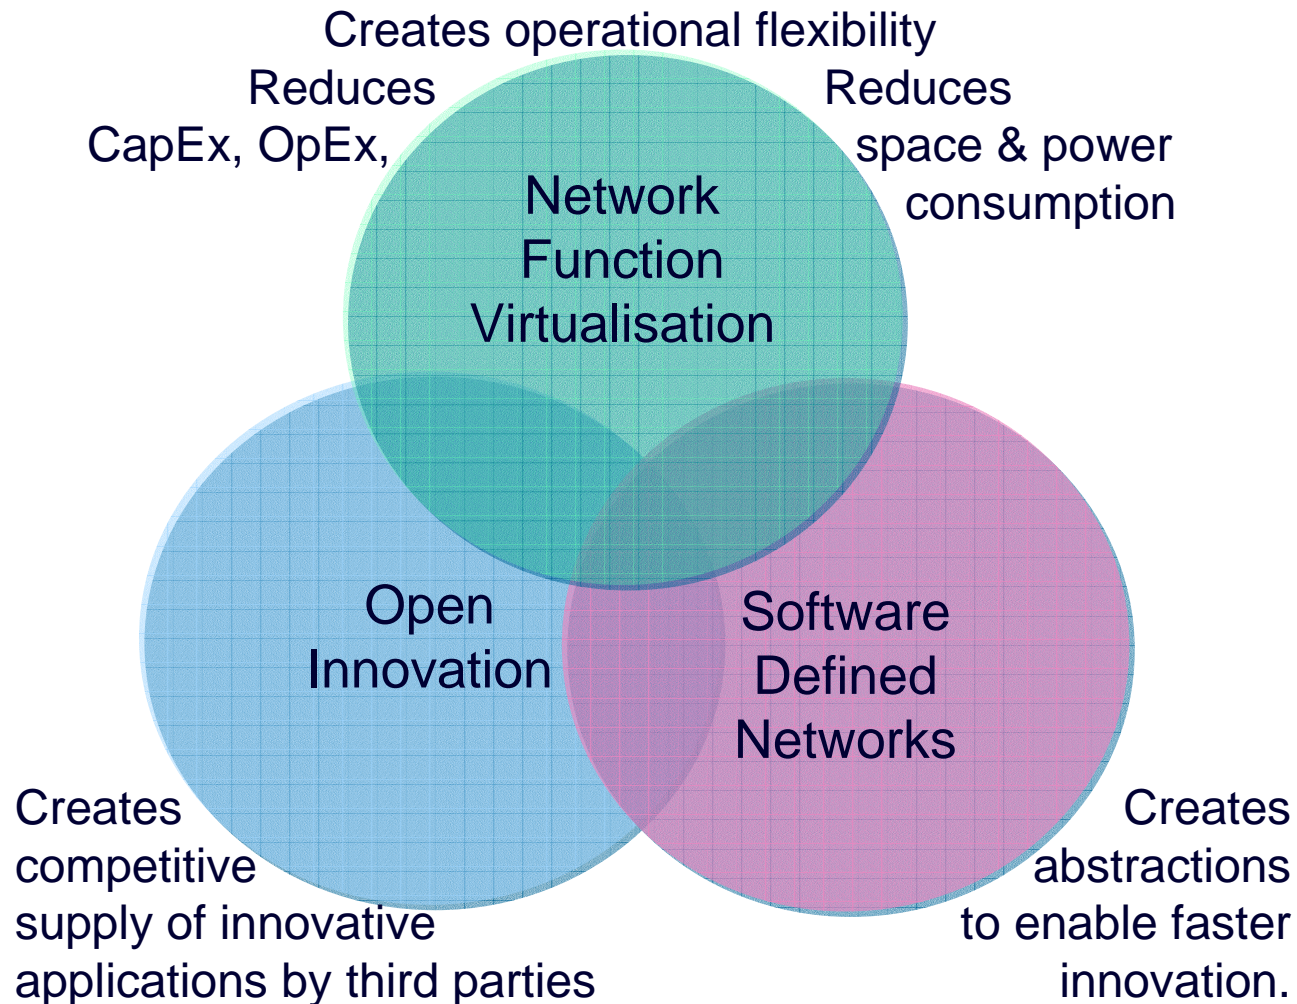 Creates operational flexibility
Reduces
CapEx, OpEx,
Reduces
space & power
consumption
Network
Function
Virtualisation
Open
Innovation
Software
Defined
Networks
Creates
competitive
supply of innovative
applications by third parties
Creates
abstractions
to enable faster
innovation.